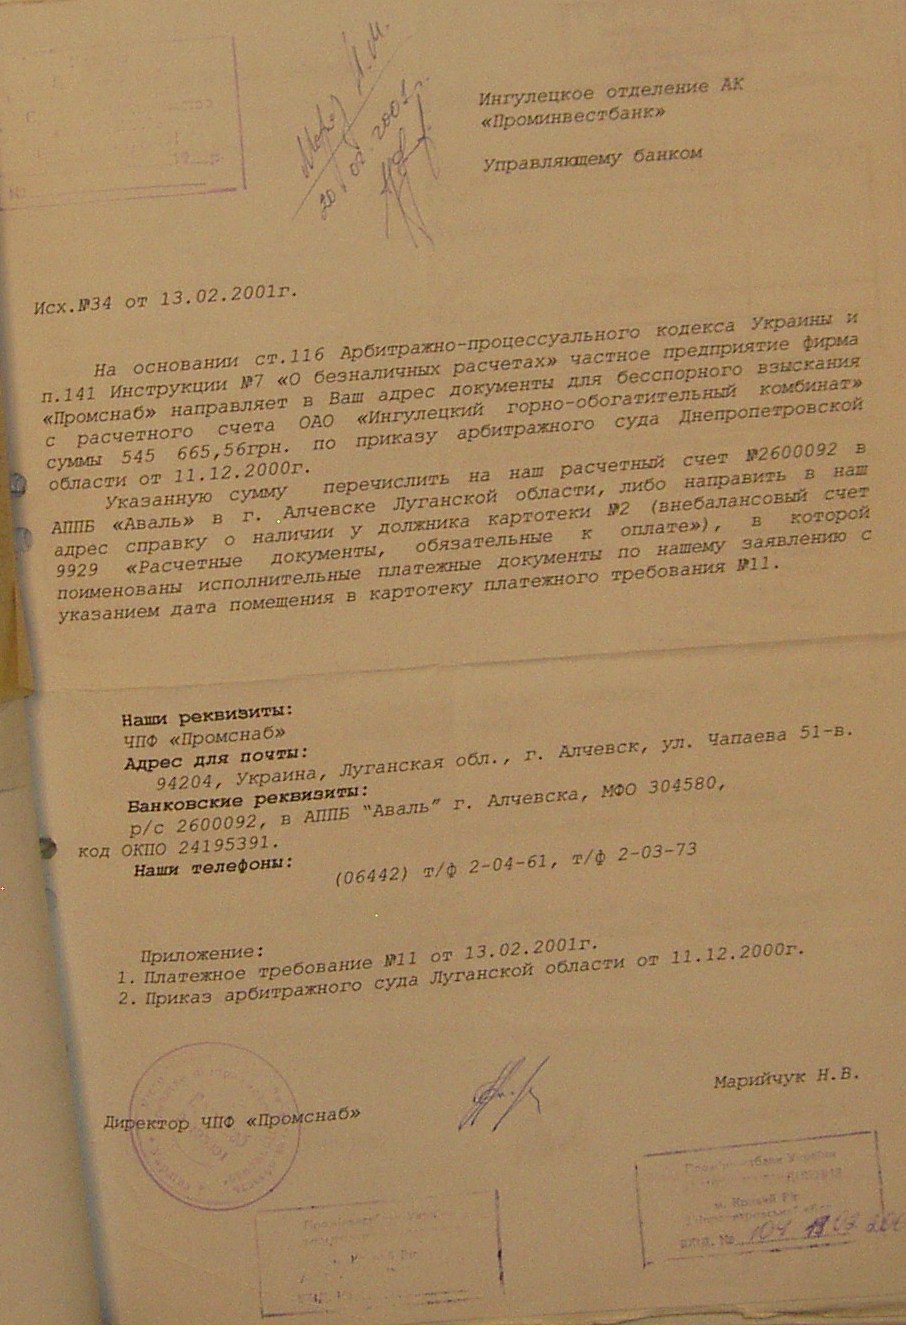 20.02.2001г.
Ингулецкое отделение АК
«Проминвестбанк»
Управляющему банком
Исх.№34 от 13.02.2001г.
На основании ст.116 Арбитражно-процессуального кодекса Украины и
п.141 Инструкции №7 «О безналичных расчетах» частное предприятие фирма
«Промснаб» направляет в Ваш адрес документы для бесспорного взыскания
с расчетного счета ОАО «Ингулецкий горно-обогатительный комбинат»
суммы 545 665,56грн. по приказу арбитражного суда Днепропетровской
области от 11.12.2000г.
Указанную сумму перечислить на наш расчетный счет №2600092 в
АППБ «Аваль» в г. Алчевске Луганской области, либо направить в наш
адрес справку о наличии у должника картотеки №2 (внебалансовый счет
9929 «Расчетные документы, обязательные к оплате»), в которой
поименованы исполнительные платежные документы по нашему заявлению с
указанием дата помещения в картотеку платежного требования №11.
Наши реквизиты:
ЧПФ «Промснаб»
Адрес для почты:
94204, Украина, Луганская обл., г. Алчевск, ул. Чапаева 51-в.
Банковские реквизиты:
р/с 2600092, в АППБ "Аваль" г. Алчевска, МФО 304580,
код ОКПО 24195391.
Наши телефоны:
(06442) т/ф 2-04-61, т/ф 2-03-73
Приложение:
1. Платежное требование №11 от 13.02.2001г.
2. Приказ арбитражного суда Луганской области от 11.12.2000г.
Марийчук Н.В.
Директор ЧПФ «Промснаб»
м. Кривий Ріг